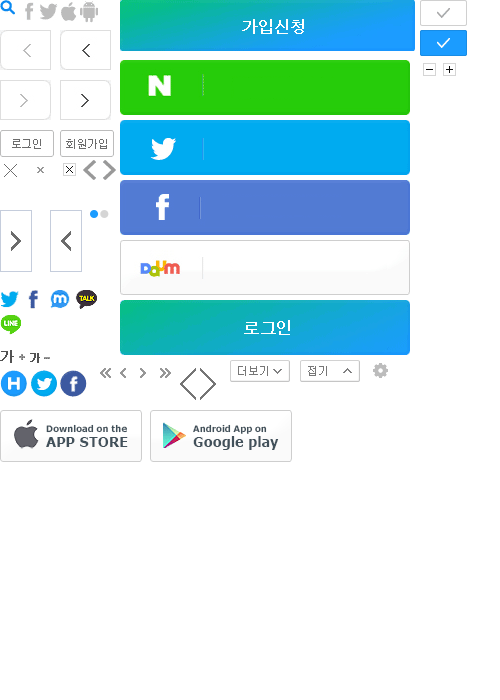 가입신청
N
로그인 회원가입
Daum
m TALK
LINE
로그인
가 + 가 −
더보기 접기
H
Download on the
APP STORE
Android App on
Google play